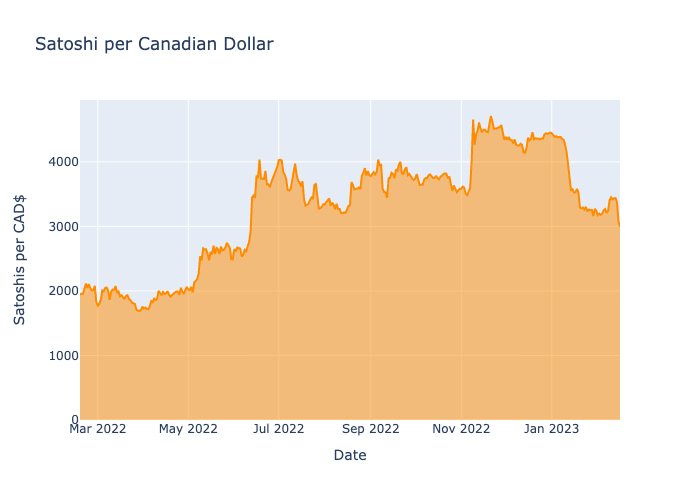 Satoshi per Canadian Dollar
Satoshis per CAD$
4000
3000
2000
1000
0
Mar 2022 May 2022 Jul 2022 Sep 2022 Nov 2022 Jan 2023
Date